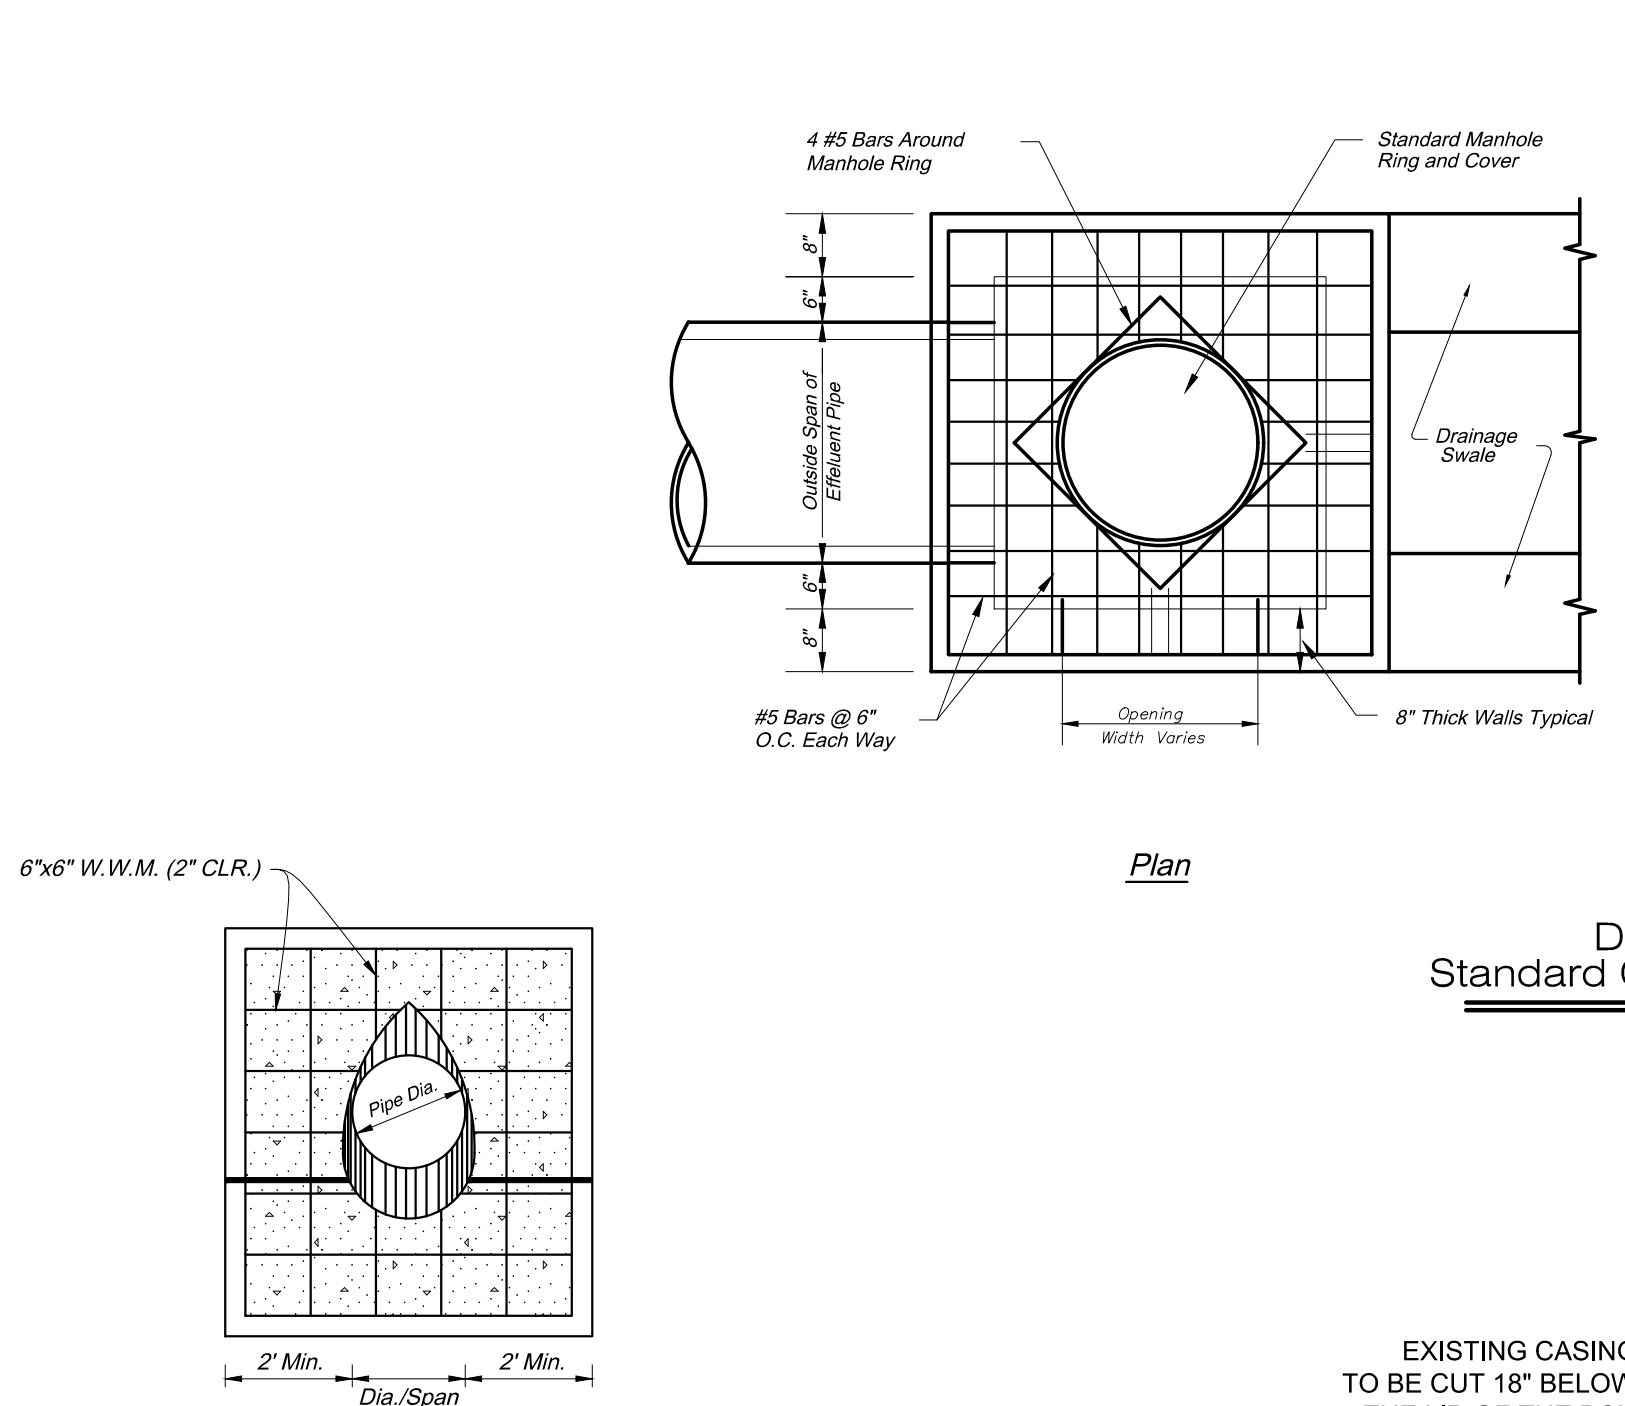 4 #5 Bars Around
Manhole Ring
Standard Manhole
Ring and Cover
8"
6"
Outside Span of
Effeluent Pipe
6"
8"
Drainage
Swale
#5 Bars @ 6"
O.C. Each Way
Opening
Width Varies
8" Thick Walls Typical
Plan
6"x6" W.W.M. (2" CLR.)
Pipe Dia.
2' Min.
2' Min.
Dia./Span
D
Standard
EXISTING CASING
TO BE CUT 18" BELOW